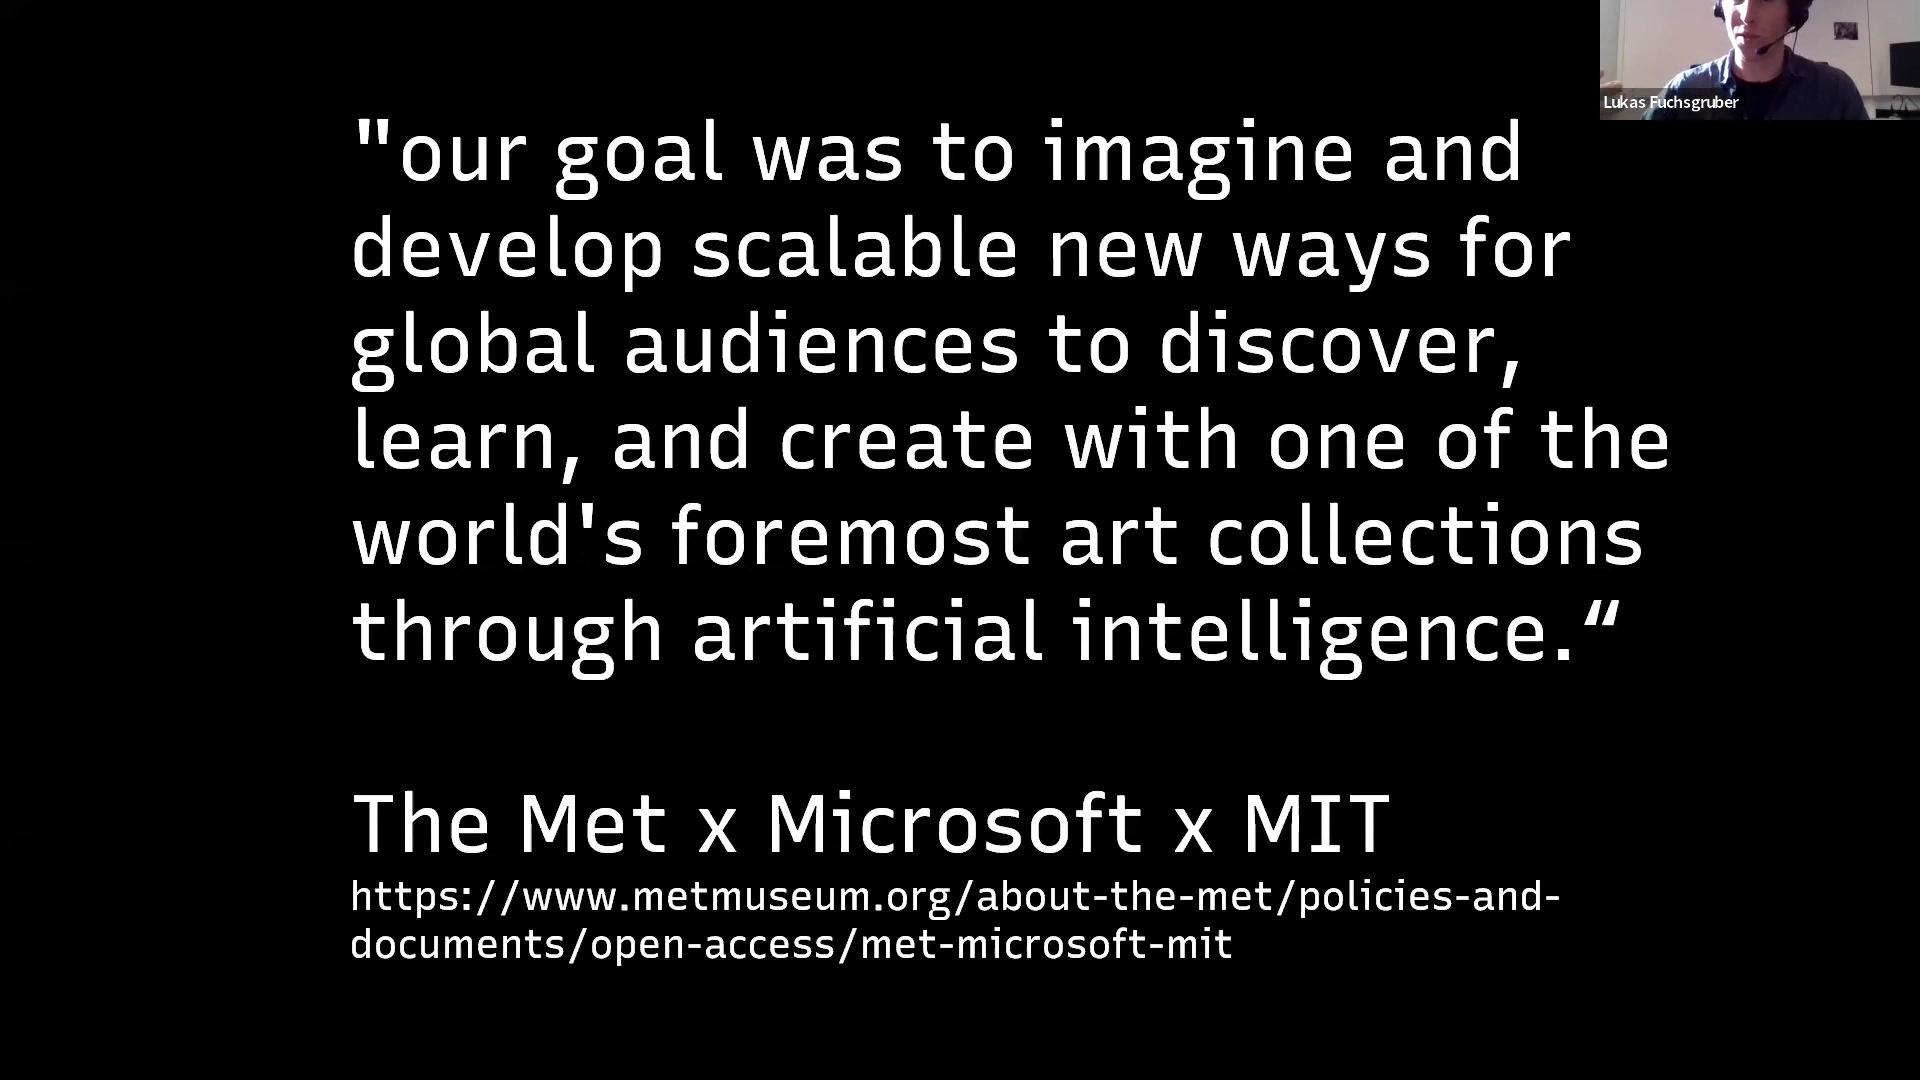 Lukas Fuchsgruber
"our goal was to imagine and
develop scalable new ways for
global audiences to discover,
learn, and create with one of the
world's foremost art collections
through artificial intelligence.“
The Met x Microsoft x MIT
https://www.metmuseum.org/about-the-met/policies-and-
documents/open-access/met-microsoft-mit